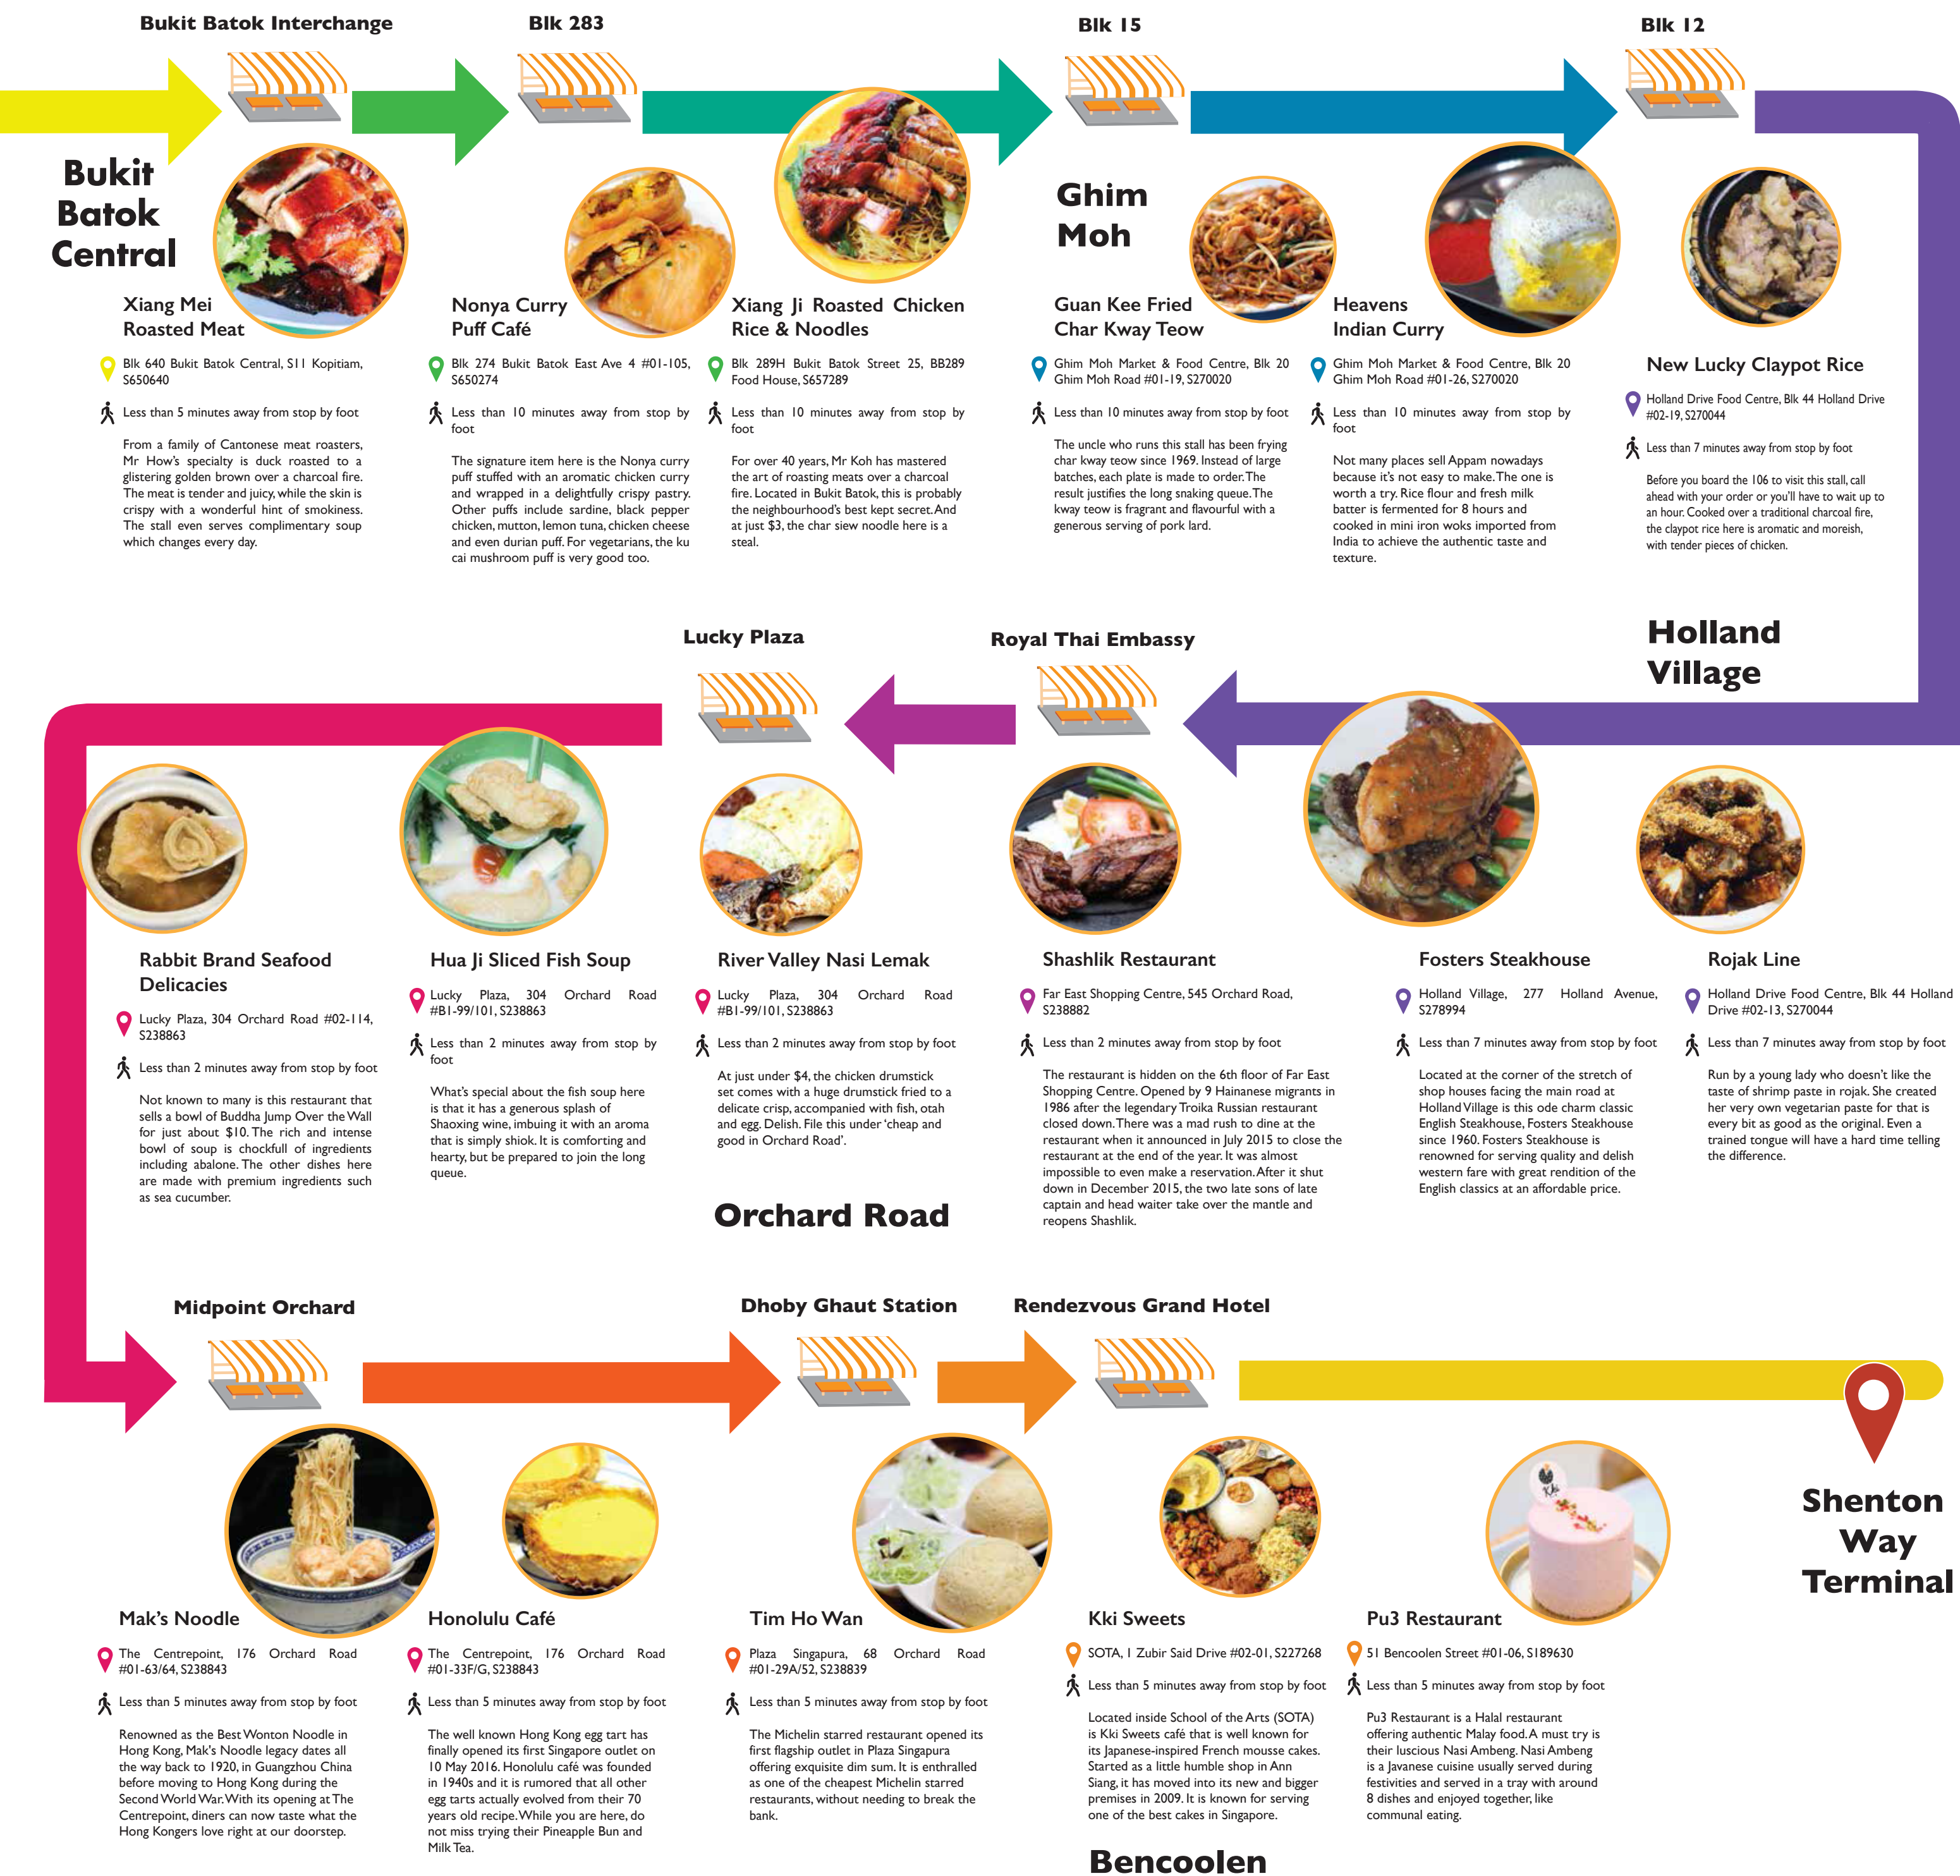 Bukit Batok Interchange
Blk 283
Blk 15
Blk 12
Bukit
Batok
Central
Ghim
Moh
Xiang Mei
Roasted Meat
Blk 640 Bukit Batok Central, S11 Kopitiam,
S650640
Less than 5 minutes away from stop by foot
From a family of Cantonese meat roasters,
Mr How's specialty is duck roasted to a
glistering golden brown over a charcoal fire.
The meat is tender and juicy, while the skin is
crispy with a wonderful hint of smokiness.
The stall even serves complimentary soup
which changes every day.
Nonya Curry
Puff Café
Blk 274 Bukit Batok East Ave 4 #01-105,
S650274
Less than 10 minutes away from stop by
foot
The signature item here is the Nonya curry
puff stuffed with an aromatic chicken curry
and wrapped in a delightfully crispy pastry.
Other puffs include sardine, black pepper
chicken, mutton, lemon tuna, chicken cheese
and even durian puff. For vegetarians, the ku
cai mushroom puff is very good too.
Xiang Ji Roasted Chicken
Rice & Noodles
Blk 289H Bukit Batok Street 25, BB289
Food House, S657289
Less than 10 minutes away from stop by
foot
For over 40 years, Mr Koh has mastered
the art of roasting meats over a charcoal
fire. Located in Bukit Batok, this is probably
the neighbourhood's best kept secret. And
at just $3, the char siew noodle here is a
steal.
Guan Kee Fried
Char Kway Teow
Ghim Moh Market & Food Centre, Blk 20
Ghim Moh Road #01-19, S270020
Less than 10 minutes away from stop by foot
The uncle who runs this stall has been frying
char kway teow since 1969. Instead of large
batches, each plate is made to order. The
result justifies the long snaking queue. The
kway teow is fragrant and flavourful with a
generous serving of pork lard.
Heavens
Indian Curry
Ghim Moh Market & Food Centre, Blk 20
Ghim Moh Road #01-26, S270020
Less than 10 minutes away from stop by
foot
Not many places sell Appam nowadays
because it's not easy to make. The one is
worth a try. Rice flour and fresh milk
batter is fermented for 8 hours and
cooked in mini iron woks imported from
India to achieve the authentic taste and
texture.
New Lucky Claypot Rice
Holland Drive Food Centre, Blk 44 Holland Drive
#02-19, S270044
Less than 7 minutes away from stop by foot
Before you board the 106 to visit this stall, call
ahead with your order or you'll have to wait up to
an hour. Cooked over a traditional charcoal fire,
the claypot rice here is aromatic and moreish,
with tender pieces of chicken.
Holland
Village
Lucky Plaza
Royal Thai Embassy
Rabbit Brand Seafood
Delicacies
Lucky Plaza, 304 Orchard Road #02-114,
S238863
Less than 2 minutes away from stop by foot
Not known to many is this restaurant that
sells a bowl of Buddha Jump Over the Wall
for just about $10. The rich and intense
bowl of soup is chockfull of ingredients
including abalone. The other dishes here
are made with premium ingredients such
as sea cucumber.
Hua Ji Sliced Fish Soup
Lucky Plaza, 304 Orchard Road
#B1-99/101, S238863
Less than 2 minutes away from stop by
foot
What's special about the fish soup here
is that it has a generous splash of
Shaoxing wine, imbuing it with an aroma
that is simply shiok. It is comforting and
hearty, but be prepared to join the long
queue.
River Valley Nasi Lemak
Lucky Plaza, 304 Orchard Road
#B1-99/101, S238863
Less than 2 minutes away from stop by foot
At just under $4, the chicken drumstick
set comes with a huge drumstick fried to a
delicate crisp, accompanied with fish, otah
and egg. Delish. File this under 'cheap and
good in Orchard Road'.
Orchard Road
Shashlik Restaurant
Far East Shopping Centre, 545 Orchard Road,
S238882
Less than 2 minutes away from stop by foot
The restaurant is hidden on the 6th floor of Far East
Shopping Centre. Opened by 9 Hainanese migrants in
1986 after the legendary Troika Russian restaurant
closed down. There was a mad rush to dine at the
restaurant when it announced in July 2015 to close the
restaurant at the end of the year. It was almost
impossible to even make a reservation. After it shut
down in December 2015, the two late sons of late
captain and head waiter take over the mantle and
reopens Shashlik.
Fosters Steakhouse
Holland Village, 277 Holland Avenue,
S278994
Less than 7 minutes away from stop by foot
Located at the corner of the stretch of
shop houses facing the main road at
Holland Village is this ode charm classic
English Steakhouse, Fosters Steakhouse
since 1960. Fosters Steakhouse is
renowned for serving quality and delish
western fare with great rendition of the
English classics at an affordable price.
Rojak Line
Holland Drive Food Centre, Blk 44 Holland
Drive #02-13, S270044
Less than 7 minutes away from stop by foot
Run by a young lady who doesn't like the
taste of shrimp paste in rojak. She created
her very own vegetarian paste for that is
every bit as good as the original. Even a
trained tongue will have a hard time telling
the difference.
Midpoint Orchard
Dhoby Ghaut Station
Rendezvous Grand Hotel
Shenton
Way
Terminal
Mak's Noodle
The Centrepoint, 176 Orchard Road
#01-63/64, S238843
Less than 5 minutes away from stop by foot
Renowned as the Best Wonton Noodle in
Hong Kong, Mak's Noodle legacy dates all
the way back to 1920, in Guangzhou China
before moving to Hong Kong during the
Second World War. With its opening at The
Centrepoint, diners can now taste what the
Hong Kongers love right at our doorstep.
Honolulu Café
The Centrepoint, 176 Orchard Road
#01-33F/G, S238843
Less than 5 minutes away from stop by foot
The well known Hong Kong egg tart has
finally opened its first Singapore outlet on
10 May 2016. Honolulu café was founded
in 1940s and it is rumored that all other
egg tarts actually evolved from their 70
years old recipe. While you are here, do
not miss trying their Pineapple Bun and
Milk Tea.
Tim Ho Wan
Plaza Singapura, 68 Orchard Road
#01-29A/52, S238839
Less than 5 minutes away from stop by foot
The Michelin starred restaurant opened its
first flagship outlet in Plaza Singapura
offering exquisite dim sum. It is enthralled
as one of the cheapest Michelin starred
restaurants, without needing to break the
bank.
Kki
Kki Sweets
SOTA, 1 Zubir Said Drive #02-01, S227268
Less than 5 minutes away from stop by foot
Located inside School of the Arts (SOTA)
is Kki Sweets café that is well known for
its Japanese-inspired French mousse cakes.
Started as a little humble shop in Ann
Siang, it has moved into its new and bigger
premises in 2009. It is known for serving
one of the best cakes in Singapore.
Pu3 Restaurant
51 Bencoolen Street #01-06, S189630
Less than 5 minutes away from stop by foot
Pu3 Restaurant is a Halal restaurant
offering authentic Malay food. A must try is
their luscious Nasi Ambeng. Nasi Ambeng
is a Javanese cuisine usually served during
festivities and served in a tray with around
8 dishes and enjoyed together, like
communal eating.
Bencoolen